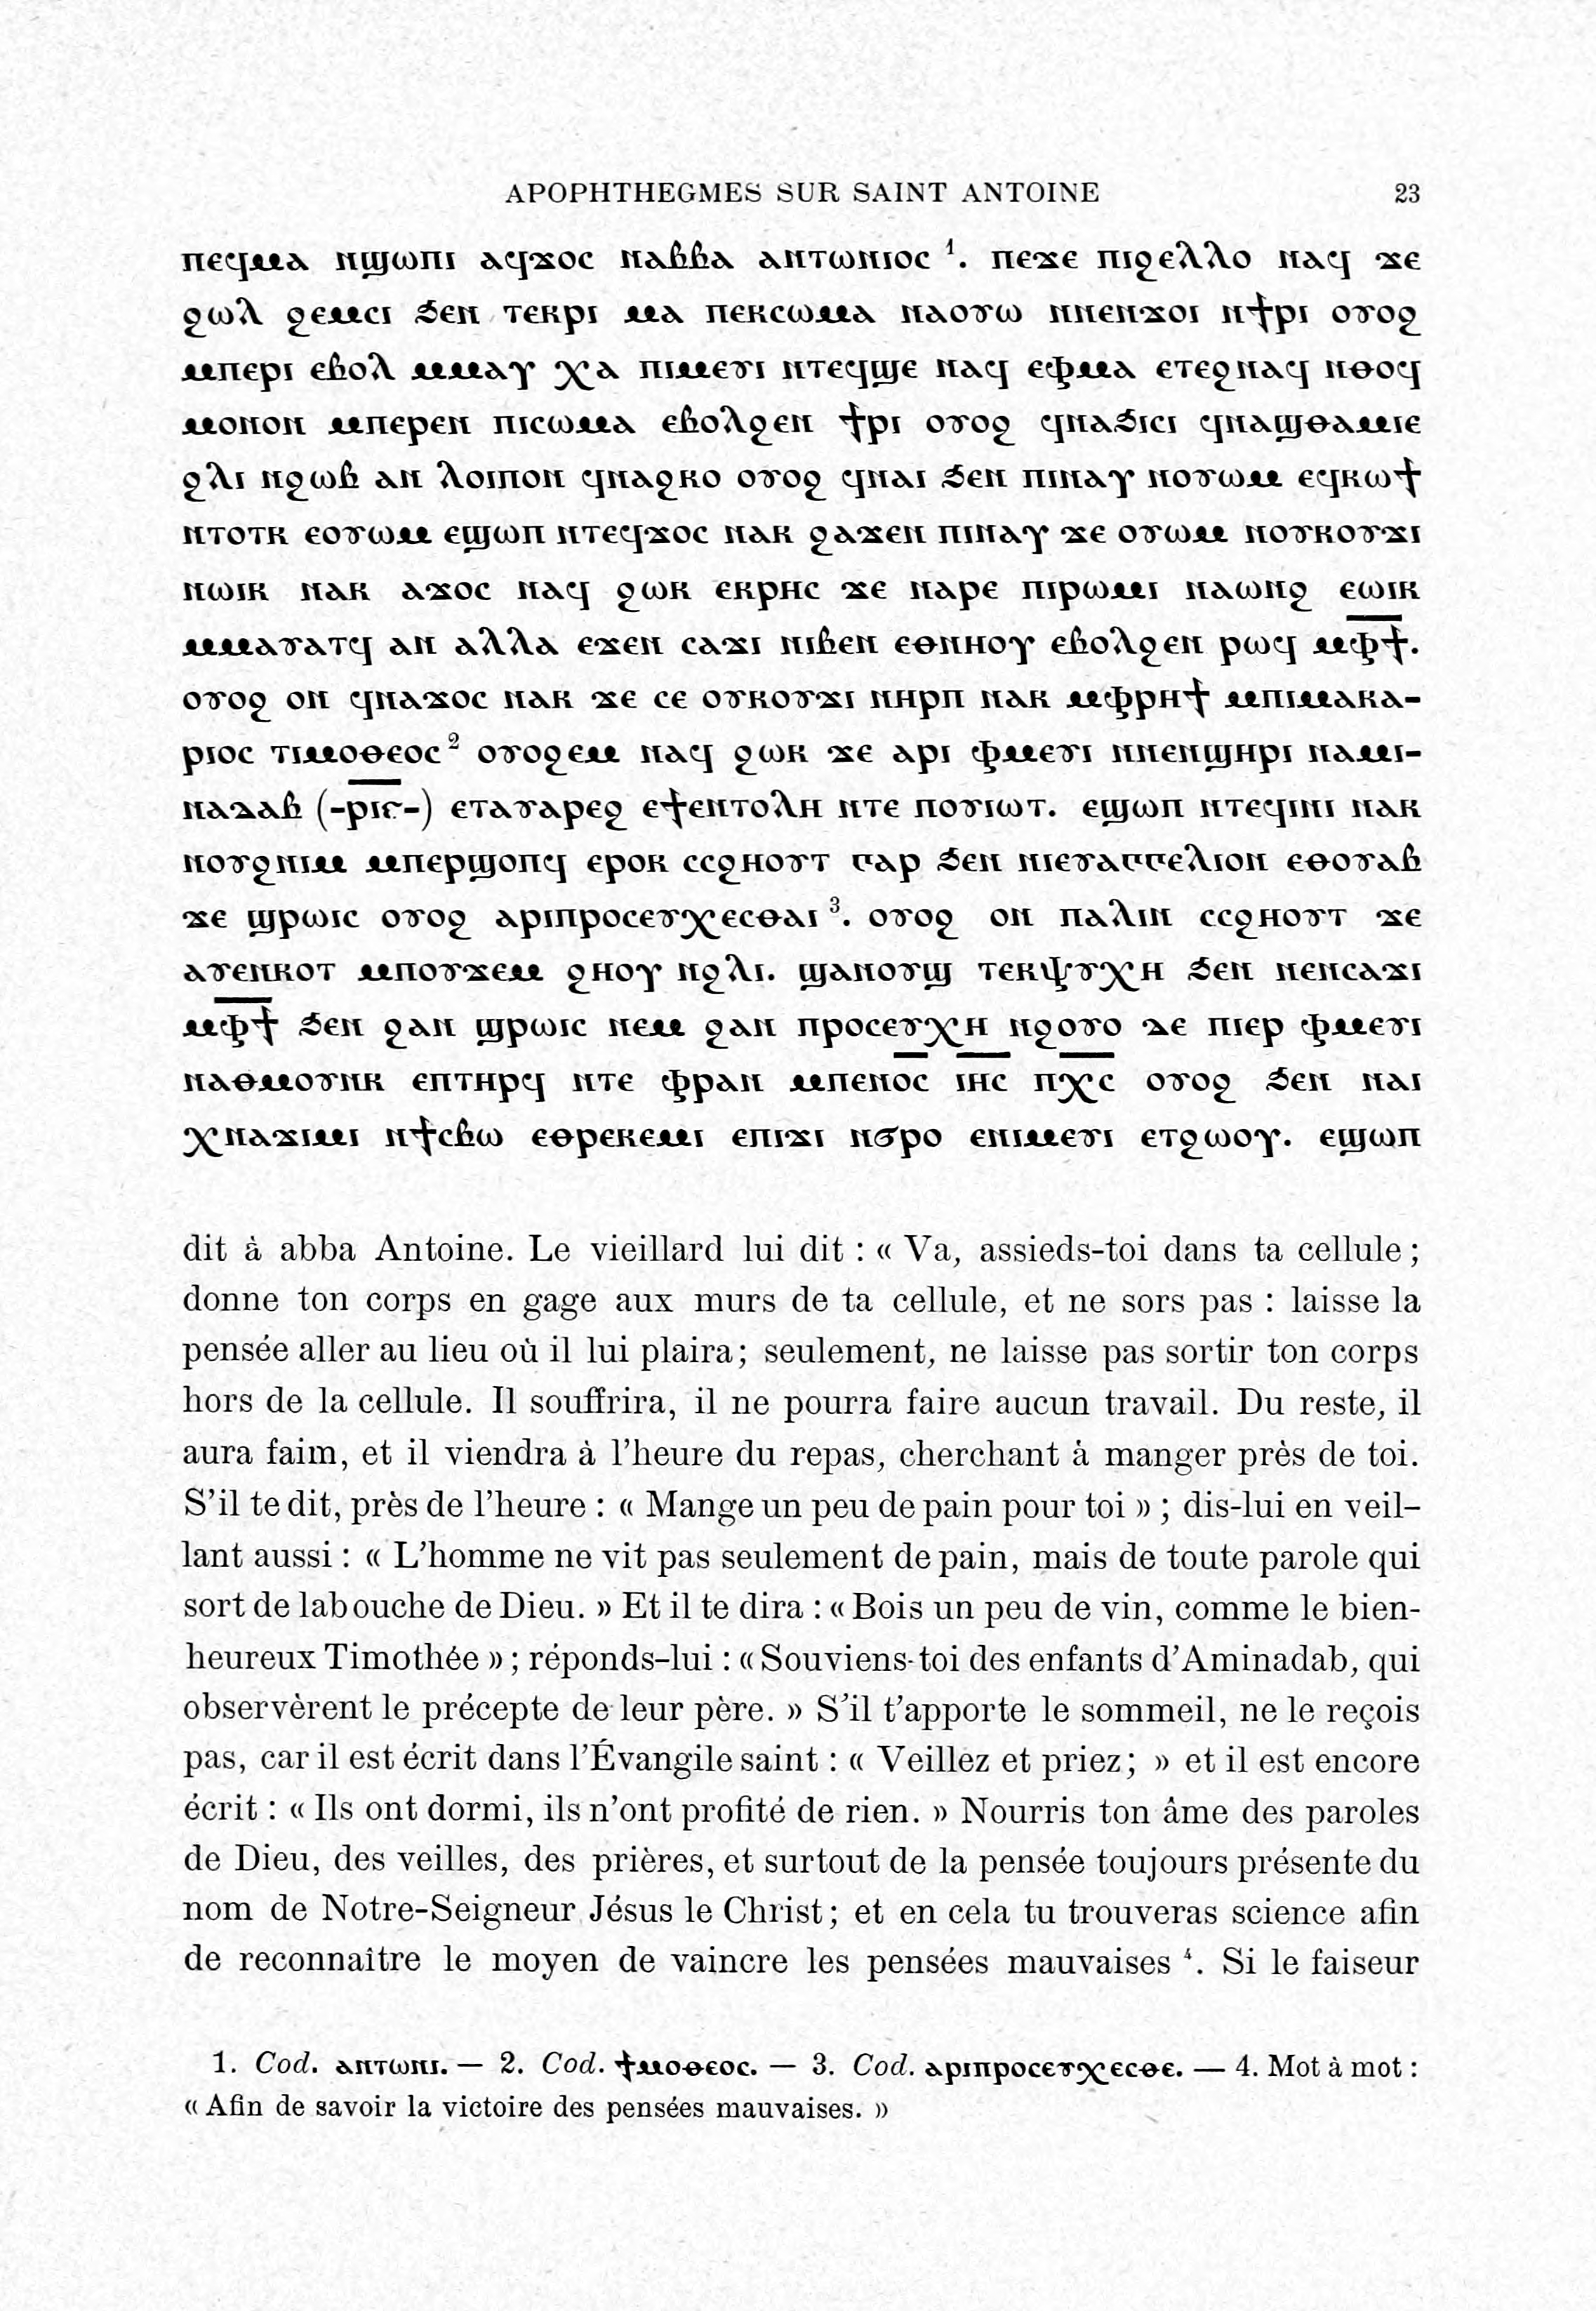 APOPHTHEGMES SUR SAINT ANTOINE 23
ⲡⲉϥⲙⲁ ⲛϣⲱⲡⲓ ⲁϥϫⲟⲥ ⲛⲁⲃⲃⲁ ⲁⲛⲧⲱⲛⲓⲟⲥ ¹. ⲡⲉϫⲉ ⲡⲓϩⲉⲗⲗⲟ ⲛⲁϥ ϫⲉ
ϩⲱⲗ ϩⲉⲙⲥⲓ ϧⲉⲛ ⲧⲉⲕⲣⲓ ⲙⲁ ⲡⲉⲕⲥⲱⲙⲁ ⲛⲁⲟⲩⲱ ⲛⲛⲉⲛϫⲟⲓ ⲛϯⲣⲓ ⲟⲩⲟϩ
ⲙⲡⲉⲣⲓ ⲉⲃⲟⲗ ⲙⲙⲁⲩ ⲭⲁ ⲡⲓⲙⲉⲩⲓ ⲛⲧⲉϥϣⲉ ⲛⲁϥ ⲉⲫⲙⲁ ⲉⲧⲉϩⲛⲁϥ ⲛⲑⲟϥ
ⲙⲟⲛⲟⲛ ⲙⲡⲉⲣⲉⲛ ⲡⲓⲥⲱⲙⲁ ⲉⲃⲟⲗϩⲉⲛ ϯⲣⲓ ⲟⲩⲟϩ ϥⲛⲁϧⲓⲥⲓ ϥⲛⲁϣⲑⲁⲙⲓⲉ
ϩⲗⲓ ⲛϩⲱⲃ ⲁⲛ ⲗⲟⲓⲡⲟⲛ ϥⲛⲁϩⲕⲟ ⲟⲩⲟϩ ϥⲛⲁⲓ ϧⲉⲛ ⲡⲓⲛⲁⲩ ⲛⲟⲩⲱⲙ ⲉϥⲕⲱϯ
ⲛⲧⲟⲧⲕ ⲉⲟⲩⲱⲙ ⲉϣⲱⲡ ⲛⲧⲉϥϫⲟⲥ ⲛⲁⲕ ϩⲁϫⲉⲛ ⲡⲓⲛⲁⲩ ϫⲉ ⲟⲩⲱⲙ ⲛⲟⲩⲕⲟⲩϫⲓ
ⲛⲱⲓⲕ ⲛⲁⲕ ⲁϫⲟⲥ ⲛⲁϥ ϩⲱⲕ ⲉⲕⲣⲏⲥ ϫⲉ ⲛⲁⲣⲉ ⲡⲓⲣⲱⲙⲓ ⲛⲁⲱⲛϩ ⲉⲱⲓⲕ
ⲙⲙⲁⲩⲁⲧϥ ⲁⲛ ⲁⲗⲗⲁ ⲉϫⲉⲛ ⲥⲁϫⲓ ⲛⲓⲃⲉⲛ ⲉⲑⲛⲏⲟⲩ ⲉⲃⲟⲗϩⲉⲛ ⲣⲱϥ ⲙⲫ̅ϯ̅.
ⲟⲩⲟϩ ⲟⲛ ϥⲛⲁϫⲟⲥ ⲛⲁⲕ ϫⲉ ⲥⲉ ⲟⲩⲕⲟⲩϫⲓ ⲛⲏⲣⲡ ⲛⲁⲕ ⲙⲫⲣⲏϯ ⲙⲡⲓⲙⲁⲕⲁ-
ⲣⲓⲟⲥ ⲧⲓⲙⲟⲑⲉⲟⲥ ² ⲟⲩⲟϩⲉⲙ ⲛⲁϥ ϩⲱⲕ ϫⲉ ⲁⲣⲓ ⲫⲙⲉⲩⲓ ⲛⲛⲉⲛϣⲏⲣⲓ ⲛⲁⲙⲓ-
ⲛⲁⲇⲁⲃ (-ⲣ̅ⲓ̅ⲋ̅-) ⲉⲧⲁⲩⲁⲣⲉϩ ⲉϯⲉⲛⲧⲟⲗⲏ ⲛⲧⲉ ⲡⲟⲩⲓⲱⲧ. ⲉϣⲱⲡ ⲛⲧⲉϥⲓⲛⲓ ⲛⲁⲕ
ⲛⲟⲩϩⲛⲓⲙ ⲙⲡⲉⲣϣⲟⲡϥ ⲉⲣⲟⲕ ⲥⲥϩⲏⲟⲩⲧ ⲅⲁⲣ ϧⲉⲛ ⲛⲓⲉⲩⲁⲅⲅⲉⲗⲓⲟⲛ ⲉⲑⲟⲩⲁⲃ
ϫⲉ ϣⲣⲱⲓⲥ ⲟⲩⲟϩ ⲁⲣⲓⲡⲣⲟⲥⲉⲩⲭⲉⲥⲑⲁⲓ ³. ⲟⲩⲟϩ ⲟⲛ ⲡⲁⲗⲓⲛ ⲥⲥϩⲏⲟⲩⲧ ϫⲉ
ⲁⲩⲉⲛⲕⲟⲧ ⲙⲡⲟⲩϫⲉⲙ ϩⲏⲟⲩ ⲛϩⲗⲓ. ϣⲁⲛⲟⲩϣ ⲧⲉⲕⲯⲩⲭⲏ ϧⲉⲛ ⲛⲉⲛⲥⲁϫⲓ
ⲙⲫ̅ϯ̅ ϧⲉⲛ ϩⲁⲛ ϣⲣⲱⲓⲥ ⲛⲉⲙ ϩⲁⲛ ⲡⲣⲟⲥⲉⲩⲭⲏ ⲛϩⲟⲩⲟ ⲇⲉ ⲡⲓⲉⲣ ⲫⲙⲉⲩⲓ
ⲛⲁⲑⲙⲟⲩⲛⲕ ⲉⲡⲧⲏⲣϥ ⲛⲧⲉ ⲫⲣⲁⲛ ⲙⲡⲉⲛⲟ̅ⲥ̅ ⲓ̅ⲏ̅ⲥ̅ ⲡ̅ⲭ̅ⲥ̅ ⲟⲩⲟϩ ϧⲉⲛ ⲛⲁⲓ
ⲭⲛⲁϫⲓⲙⲓ ⲛϯⲥⲃⲱ ⲉⲑⲣⲉⲕⲉⲙⲓ ⲉⲡⲓϫⲓ ⲛϭⲣⲟ ⲉⲛⲓⲙⲉⲩⲓ ⲉⲧϩⲱⲟⲩ. ⲉϣⲱⲡ
dit à abba Antoine. Le vieillard lui dit : « Va, assieds-toi dans ta cellule ;
donne ton corps en gage aux murs de ta cellule, et ne sors pas : laisse la
pensée aller au lieu où il lui plaira; seulement, ne laisse pas sortir ton corps
hors de la cellule. Il souffrira, il ne pourra faire aucun travail. Du reste, il
aura faim, et il viendra à l'heure du repas, cherchant à manger près de toi.
S'il te dit, près de l'heure : « Mange un peu de pain pour toi » ; dis-lui en veil-
lant aussi : « L'homme ne vit pas seulement de pain, mais de toute parole qui
sort de labouche de Dieu. » Et il te dira : « Bois un peu de vin, comme le bien-
heureux Timothée » ; réponds-lui : « Souviens-toi des enfants d'Aminadab, qui
observèrent le précepte de leur père. » S'il t'apporte le sommeil, ne le reçois
pas, car il est écrit dans l'Évangile saint : « Veillez et priez; » et il est encore
écrit : « Ils ont dormi, ils n'ont profité de rien. » Nourris ton âme des paroles
de Dieu, des veilles, des prières, et surtout de la pensée toujours présente du
nom de Notre-Seigneur Jésus le Christ; et en cela tu trouveras science afin
de reconnaître le moyen de vaincre les pensées mauvaises ⁴. Si le faiseur
1. Cod. ⲁⲛⲧⲱⲛⲓ. — 2. Cod. ϯⲙⲟⲑⲉⲟⲥ. — 3. Cod. ⲁⲣⲓⲡⲣⲟⲥⲉⲩⲭⲉⲥⲑⲉ. — 4. Mot à mot :
« Afin de savoir la victoire des pensées mauvaises. »